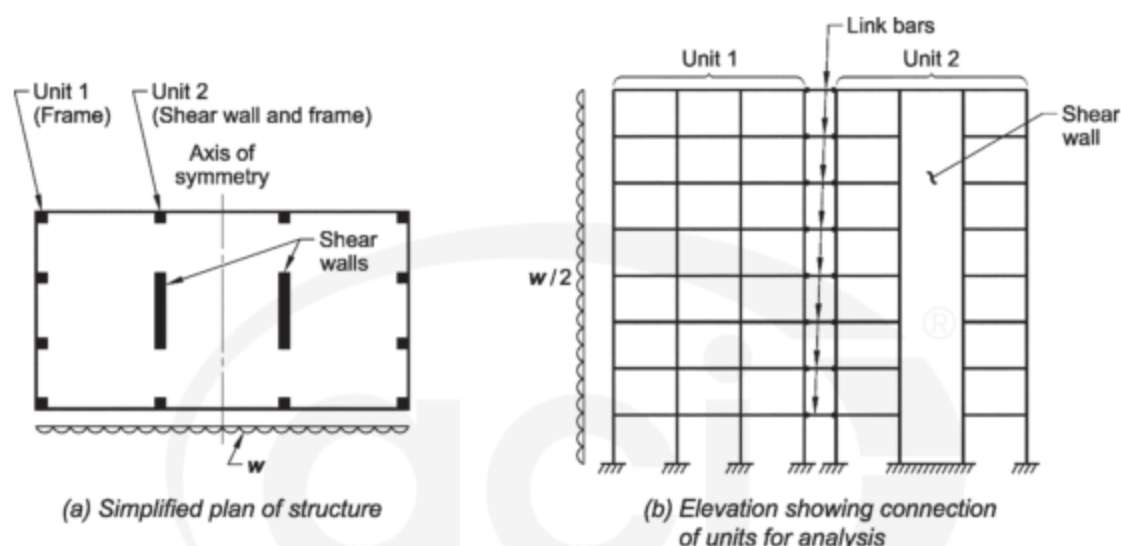 Unit 1
(Frame)
Unit 2
(Shear wall and frame)
Axis of
symmetry
Shear
walls
w
(a) Simplified plan of structure
Link bars
Unit 1
Unit 2
Shear
wall
w/2
(b) Elevation showing connection
of units for analysis
aci
®